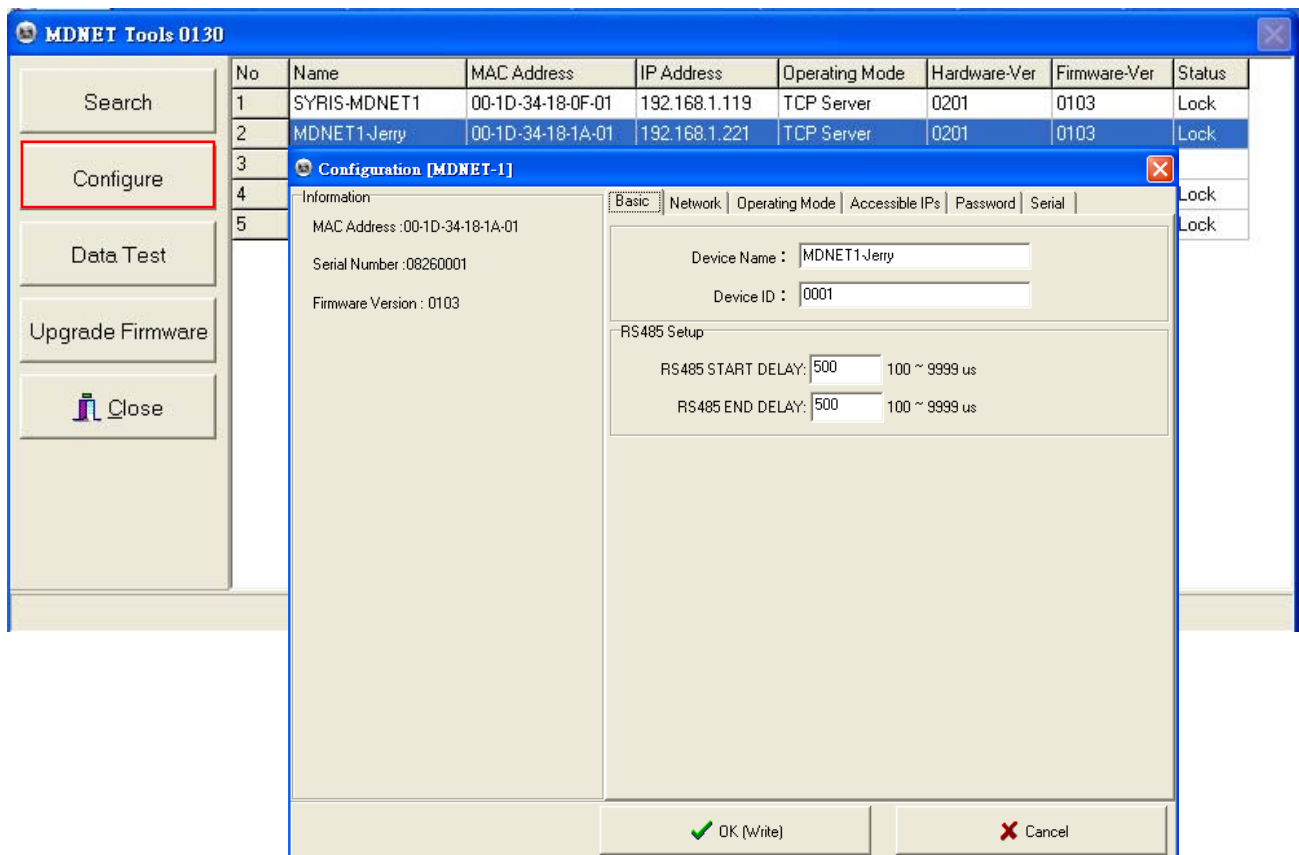 MDNET Tools 0130
Search
Configure
Data Test
Upgrade Firmware
Close
No Name MAC Address IP Address Operating Mode Hardware-Ver Firmware-Ver Status
1 SYRIS-MDNET1 00-1D-34-18-0F-01 192.168.1.119 TCP Server 0201 0103 Lock
2 MDNET1-Jerry 00-1D-34-18-1A-01 192.168.1.221 TCP Server 0201 0103 Lock
3
4 Lock
5 Lock
Configuration [MDNET-1]
Information
MAC Address :00-1D-34-18-1A-01
Serial Number :08260001
Firmware Version : 0103
Basic Network Operating Mode Accessible IPs Password Serial
Device Name : MDNET1-Jerry
Device ID : 0001
RS485 Setup
RS485 START DELAY: 500 100 ~ 9999 us
RS485 END DELAY: 500 100 ~ 9999 us
OK (Write) Cancel